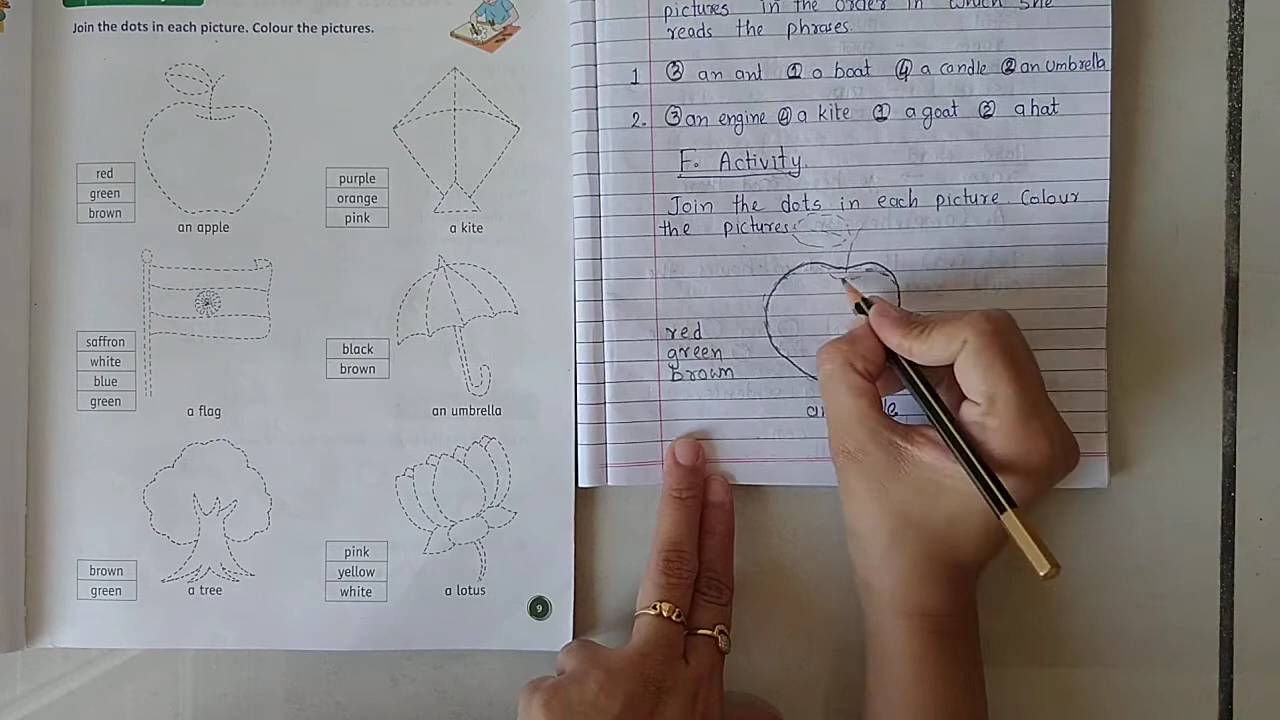 Join the dots in each picture. Colour the pictures.
red
green
brown
an apple
purple
orange
pink
a kite
saffron
white
blue
green
a flag
black
brown
an umbrella
brown
green
a tree
pink
yellow
white
a lotus
9
pictures in the order in which she
reads the phrases.
1 ③ an ant ① a boat ④ a candle ② an umbrella
2. ③ an engine ④ a kite ① a goat ② a hat
F. Activity.
Join the dots in each picture. Colour
the pictures.
red
green
brown